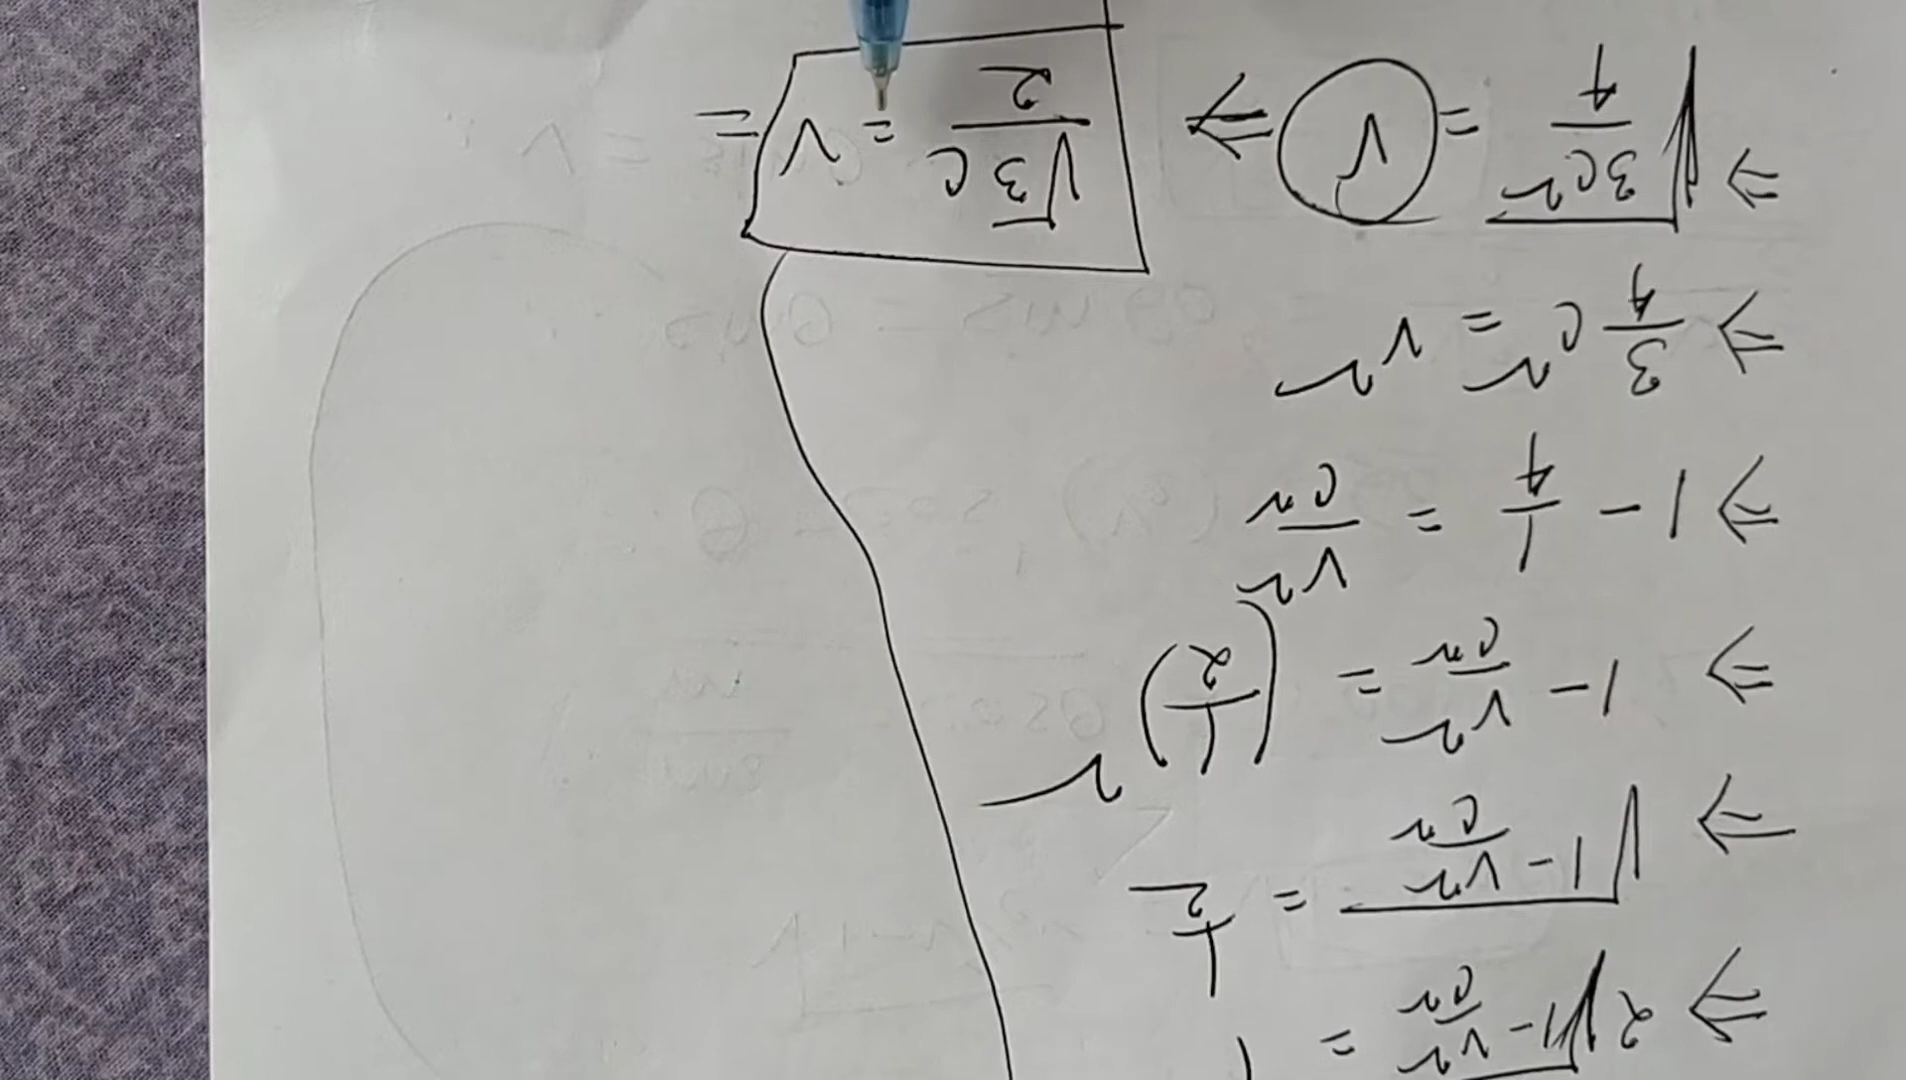 ⇒ 2√(1 - v²/c²) = 1
⇒ √(1 - v²/c²) = 1/2
⇒ 1 - v²/c² = (1/2)²
⇒ 1 - 1/4 = v²/c²
⇒ 3/4 c² = v²
⇒ √(3c²/4) = v ⇒ √3 c/2 = v =